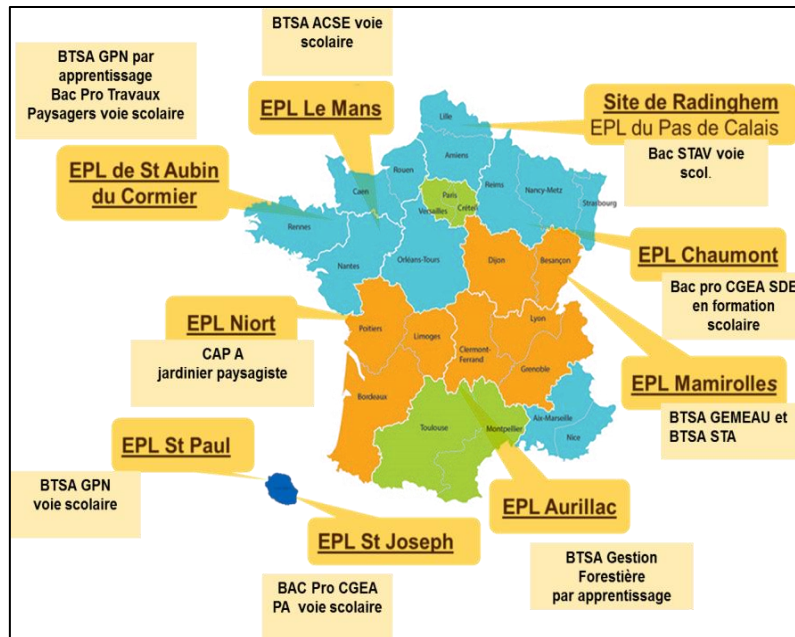 BTSA ACSE voie
scolaire
BTSA GPN par
apprentissage
Bac Pro Travaux
Paysagers voie scolaire
EPL Le Mans
Site de Radinghem
EPL du Pas de Calais
Bac STAV voie
scol.
EPL de St Aubin
du Cormier
Lille
Amiens
Rouen
Caen
Reims
Nancy-Metz
Strasbourg
Paris
Créteil
Versailles
Rennes
Nantes
Orléans-Tours
Dijon
Besançon
EPL Chaumont
Bac pro CGEA SDE
en formation
scolaire
EPL Niort
CAP A
jardinier paysagiste
Poitiers
Limoges
Clermont-
Ferrand
Lyon
Grenoble
Bordeaux
Toulouse
Montpellier
Aix-Marseille
Nice
EPL Mamirolles
BTSA GEMEAU et
BTSA STA
EPL St Paul
BTSA GPN
voie scolaire
EPL St Joseph
BAC Pro CGEA
PA voie scolaire
EPL Aurillac
BTSA Gestion
Forestière
par apprentissage